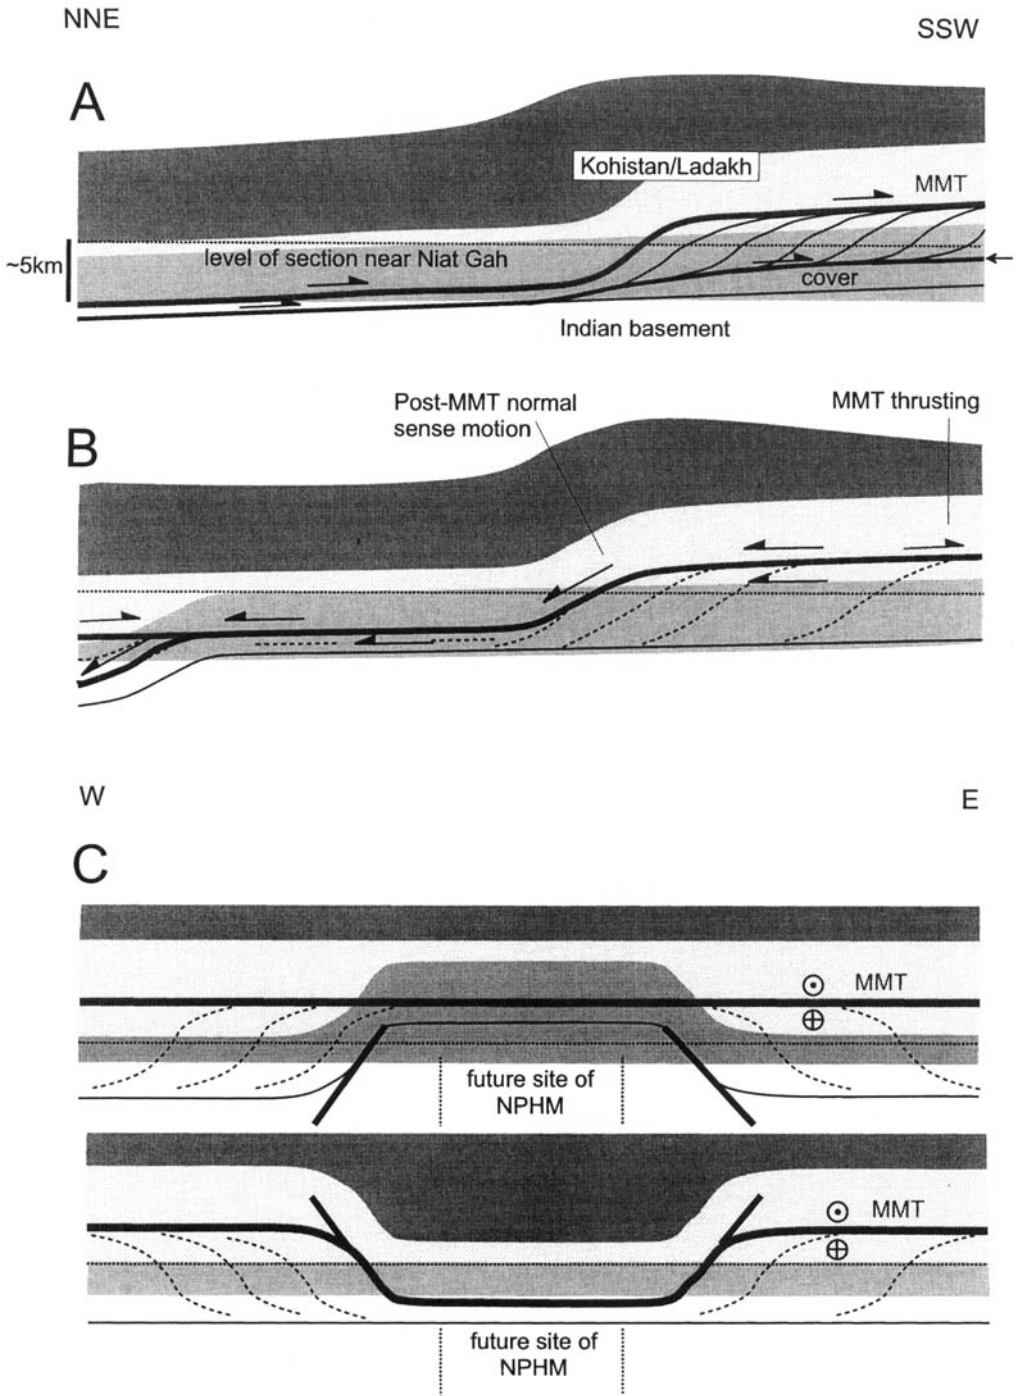 NNE
SSW
A
Kohistan/Ladakh
MMT
level of section near Niat Gah
~5km
cover
Indian basement
Post-MMT normal
sense motion
MMT thrusting
B
W
E
C
MMT
future site of
NPHM
MMT
future site of
NPHM